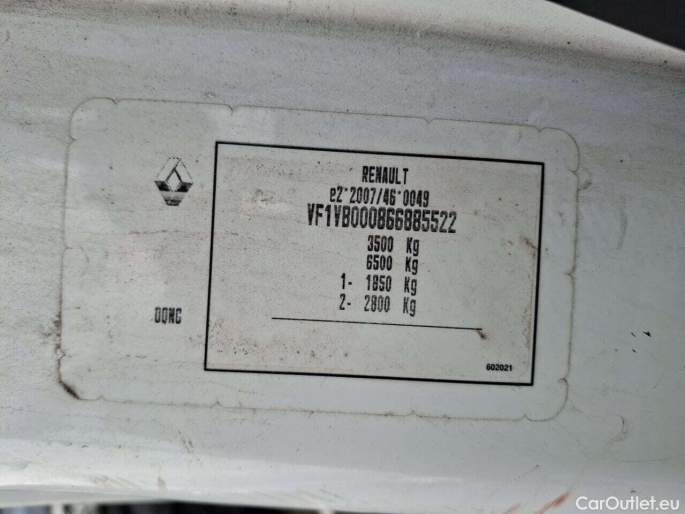 RENAULT
e2*2007/46*0049
VF1VB000866885522
3500 Kg
6500 Kg
1- 1850 Kg
2- 2800 Kg
DQNC
602021
CarOutlet.eu